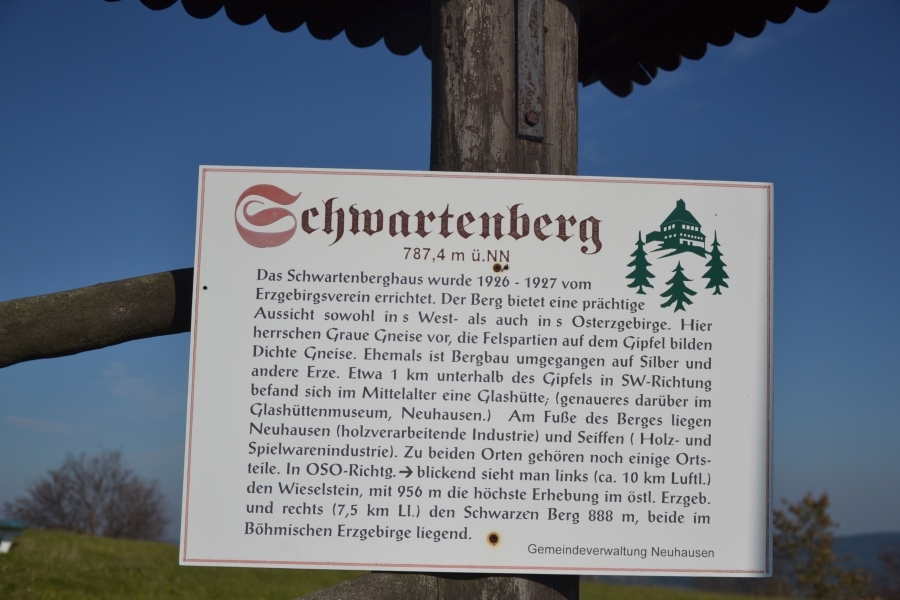 Schwartenberg
787,4 m ü.NN
Das Schwartenberghaus wurde 1926 - 1927 vom
Erzgebirgsverein errichtet. Der Berg bietet eine prächtige
Aussicht sowohl in s West- als auch in s Osterzgebirge. Hier
herrschen Graue Gneise vor, die Felspartien auf dem Gipfel bilden
Dichte Gneise. Ehemals ist Bergbau umgegangen auf Silber und
andere Erze. Etwa 1 km unterhalb des Gipfels in SW-Richtung
befand sich im Mittelalter eine Glashütte; (genaueres darüber im
Glashüttenmuseum, Neuhausen.) Am Fuße des Berges liegen
Neuhausen (holzverarbeitende Industrie) und Seiffen ( Holz- und
Spielwarenindustrie). Zu beiden Orten gehören noch einige Orts-
teile. In OSO-Richtg. → blickend sieht man links (ca. 10 km Luftl.)
den Wieselstein, mit 956 m die höchste Erhebung im östl. Erzgeb.
und rechts (7,5 km Ll.) den Schwarzen Berg 888 m, beide im
Böhmischen Erzgebirge liegend.
Gemeindeverwaltung Neuhausen